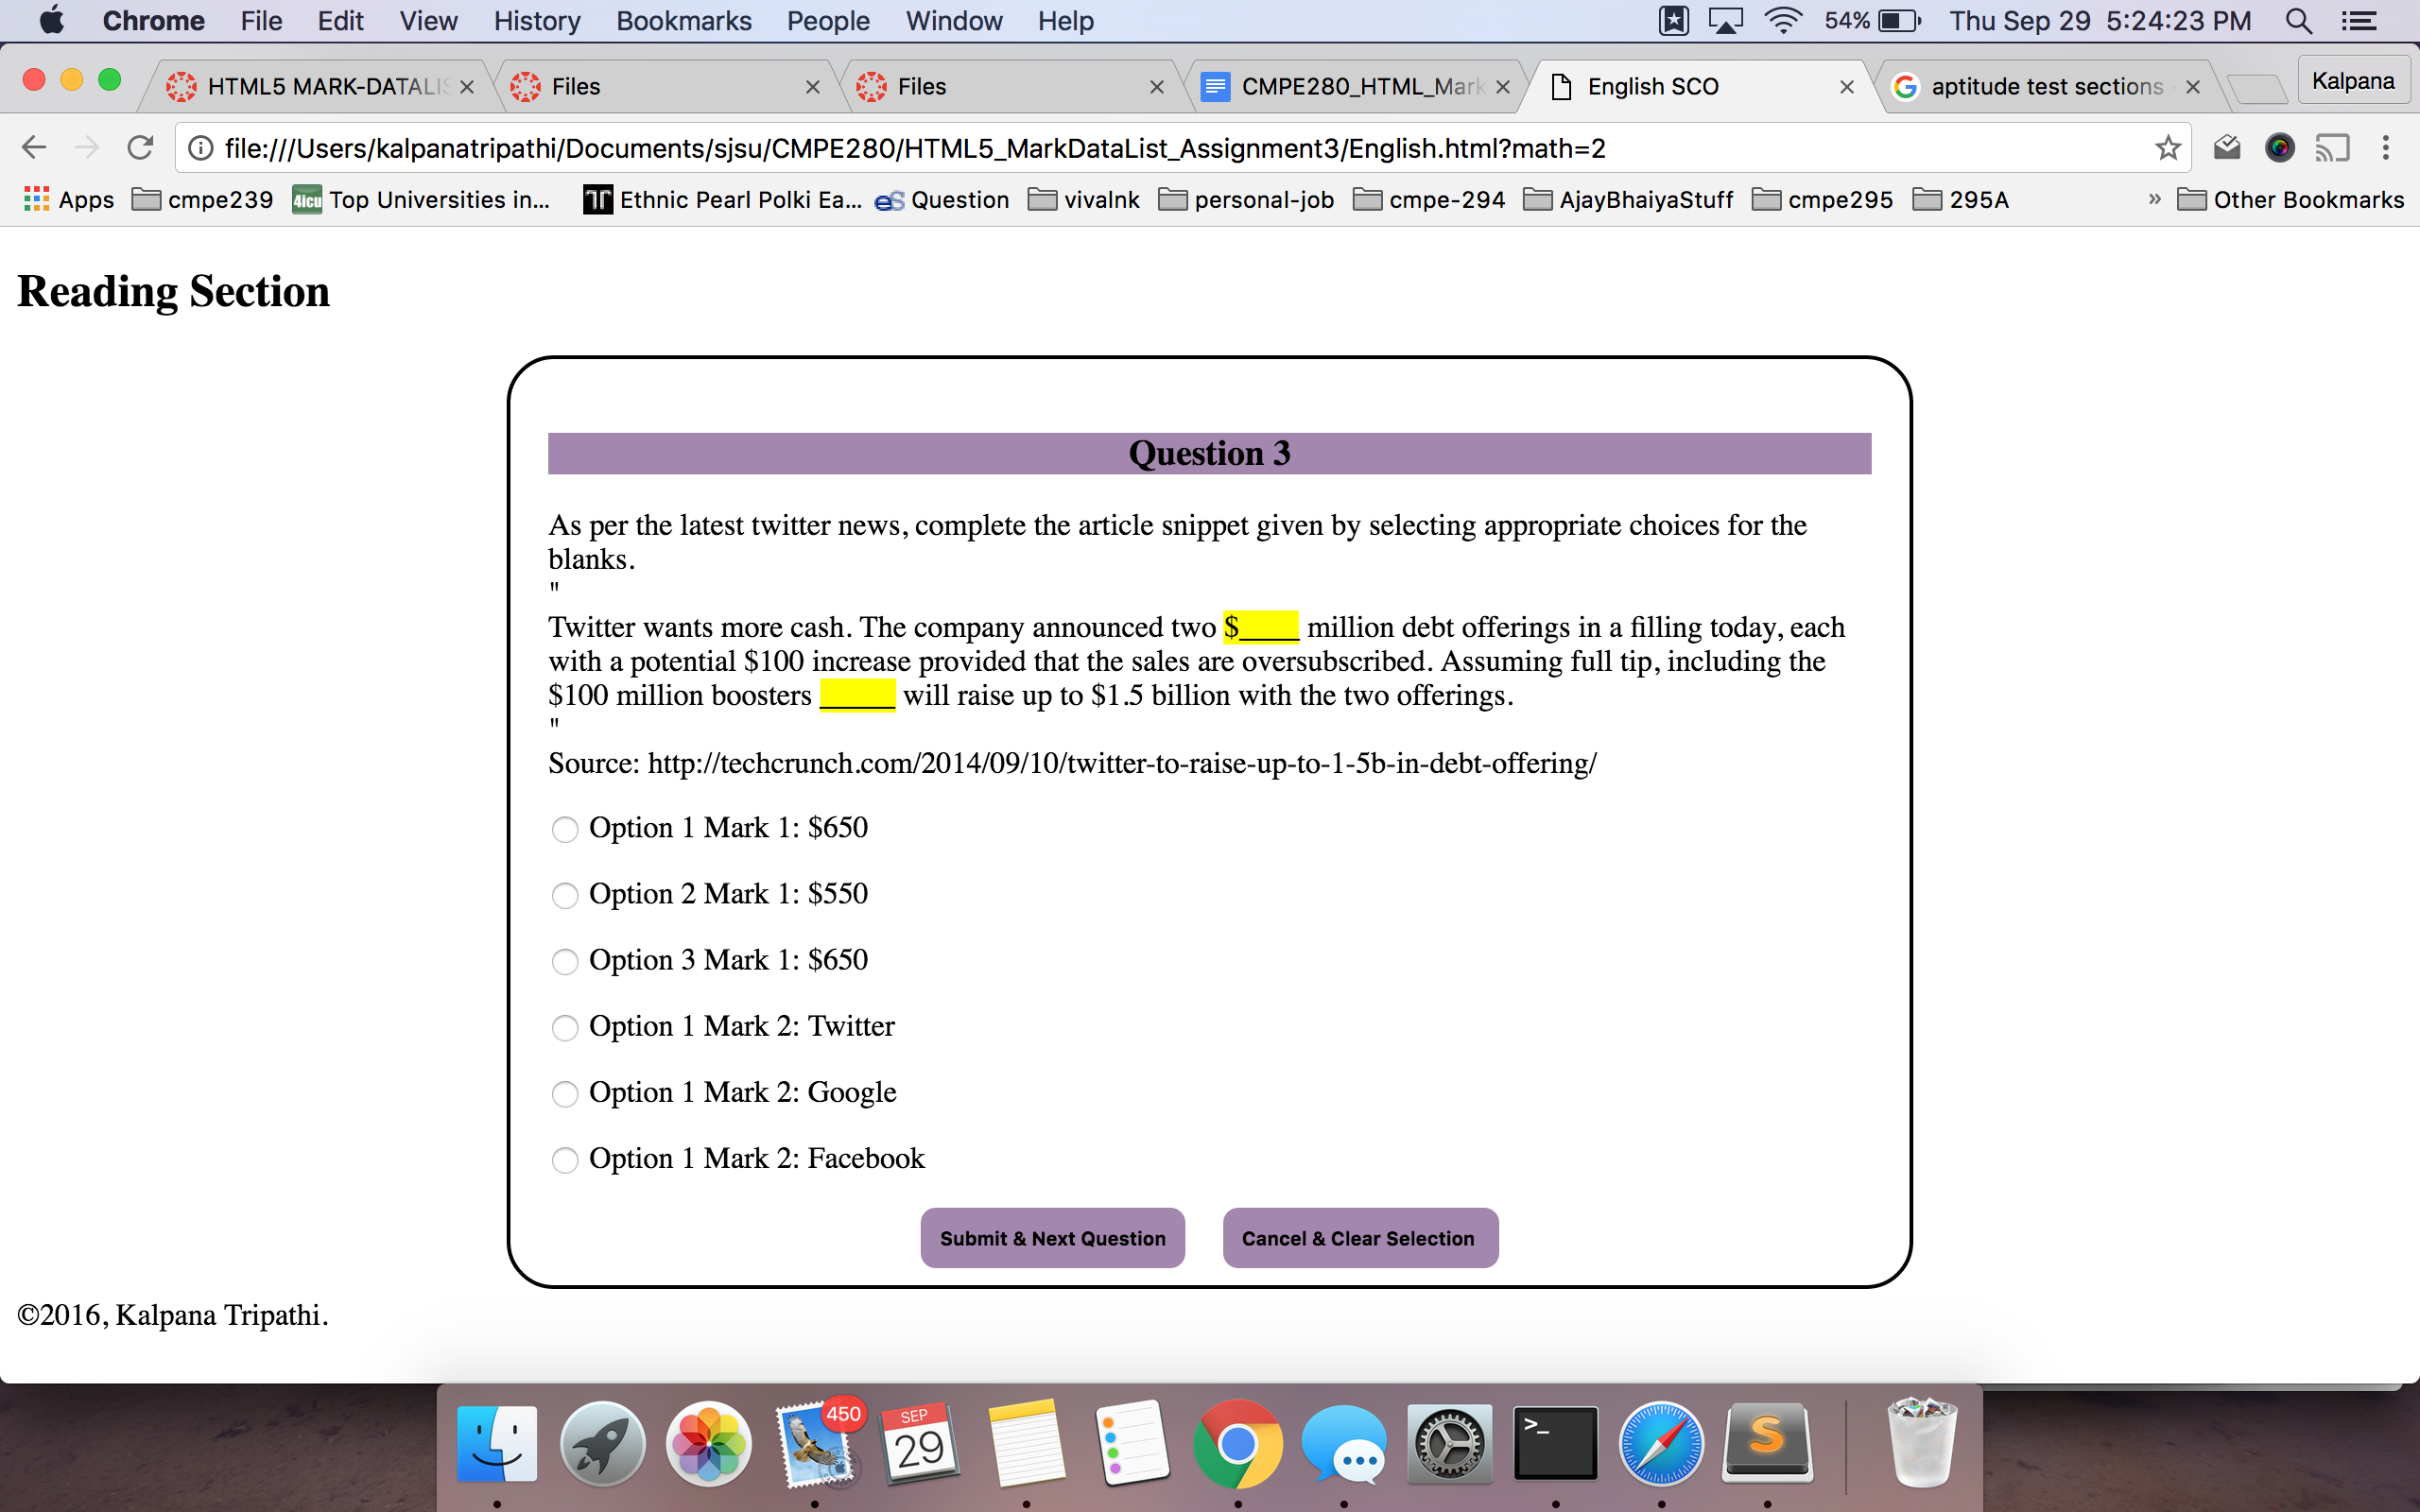 Chrome File Edit View History Bookmarks People Window Help 54% Thu Sep 29 5:24:23 PM
HTML5 MARK-DATALIS Files Files CMPE280_HTML_Mark English SCO aptitude test sections Kalpana
file:///Users/kalpanatripathi/Documents/sjsu/CMPE280/HTML5_MarkDataList_Assignment3/English.html?math=2
Apps cmpe239 4icu Top Universities in... Ethnic Pearl Polki Ea... eS Question vivalnk personal-job cmpe-294 AjayBhaiyaStuff cmpe295 295A » Other Bookmarks
Reading Section
Question 3
As per the latest twitter news, complete the article snippet given by selecting appropriate choices for the
blanks.
"
Twitter wants more cash. The company announced two $____ million debt offerings in a filling today, each
with a potential $100 increase provided that the sales are oversubscribed. Assuming full tip, including the
$100 million boosters _____ will raise up to $1.5 billion with the two offerings.
"
Source: http://techcrunch.com/2014/09/10/twitter-to-raise-up-to-1-5b-in-debt-offering/
Option 1 Mark 1: $650
Option 2 Mark 1: $550
Option 3 Mark 1: $650
Option 1 Mark 2: Twitter
Option 1 Mark 2: Google
Option 1 Mark 2: Facebook
Submit & Next Question Cancel & Clear Selection
©2016, Kalpana Tripathi.
450 SEP 29 >_ S